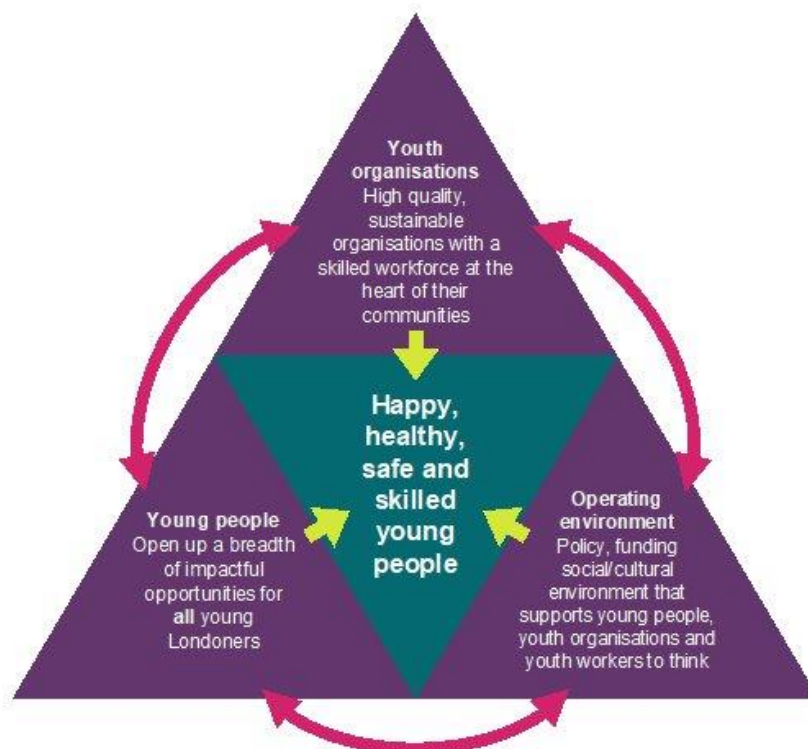 Youth
organisations
High quality,
sustainable
organisations with a
skilled workforce at the
heart of their
communities
Happy,
healthy,
safe and
skilled
young
people
Young people
Open up a breadth
of impactful
opportunities for
all young
Londoners
Operating
environment
Policy, funding
social/cultural
environment that
supports young people,
youth organisations and
youth workers to think